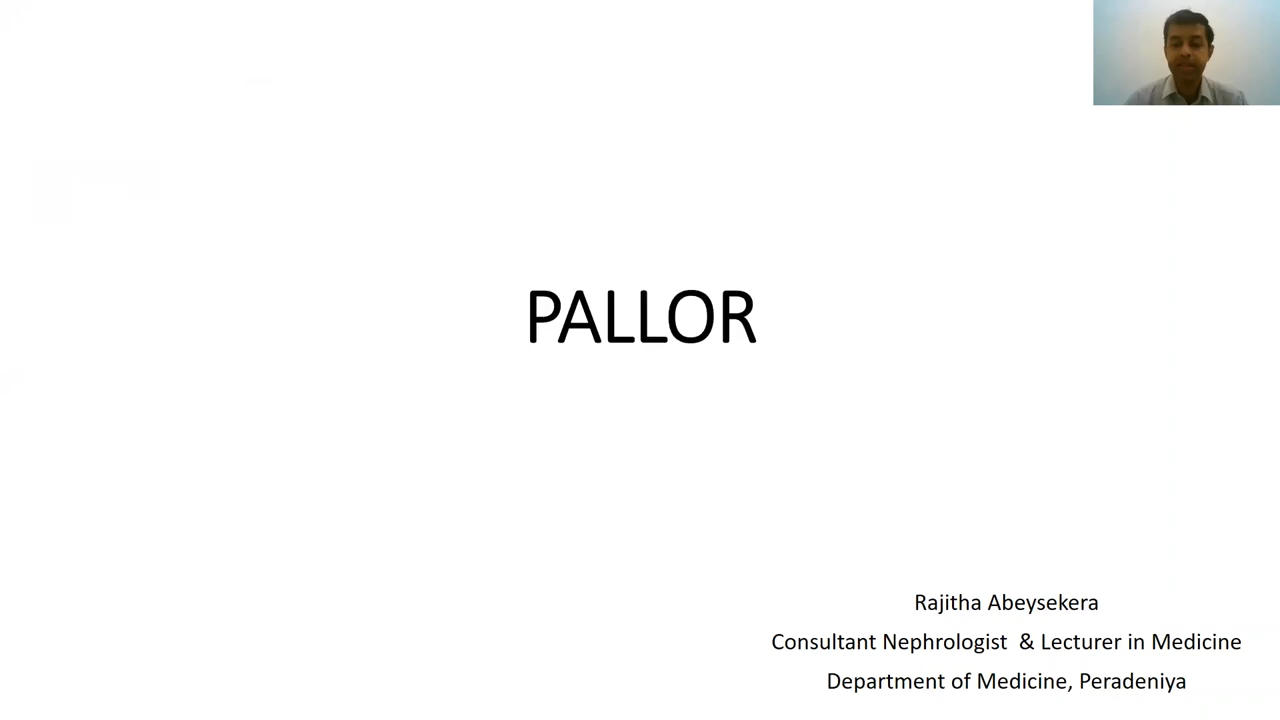 PALLOR
Rajitha Abeysekera
Consultant Nephrologist & Lecturer in Medicine
Department of Medicine, Peradeniya